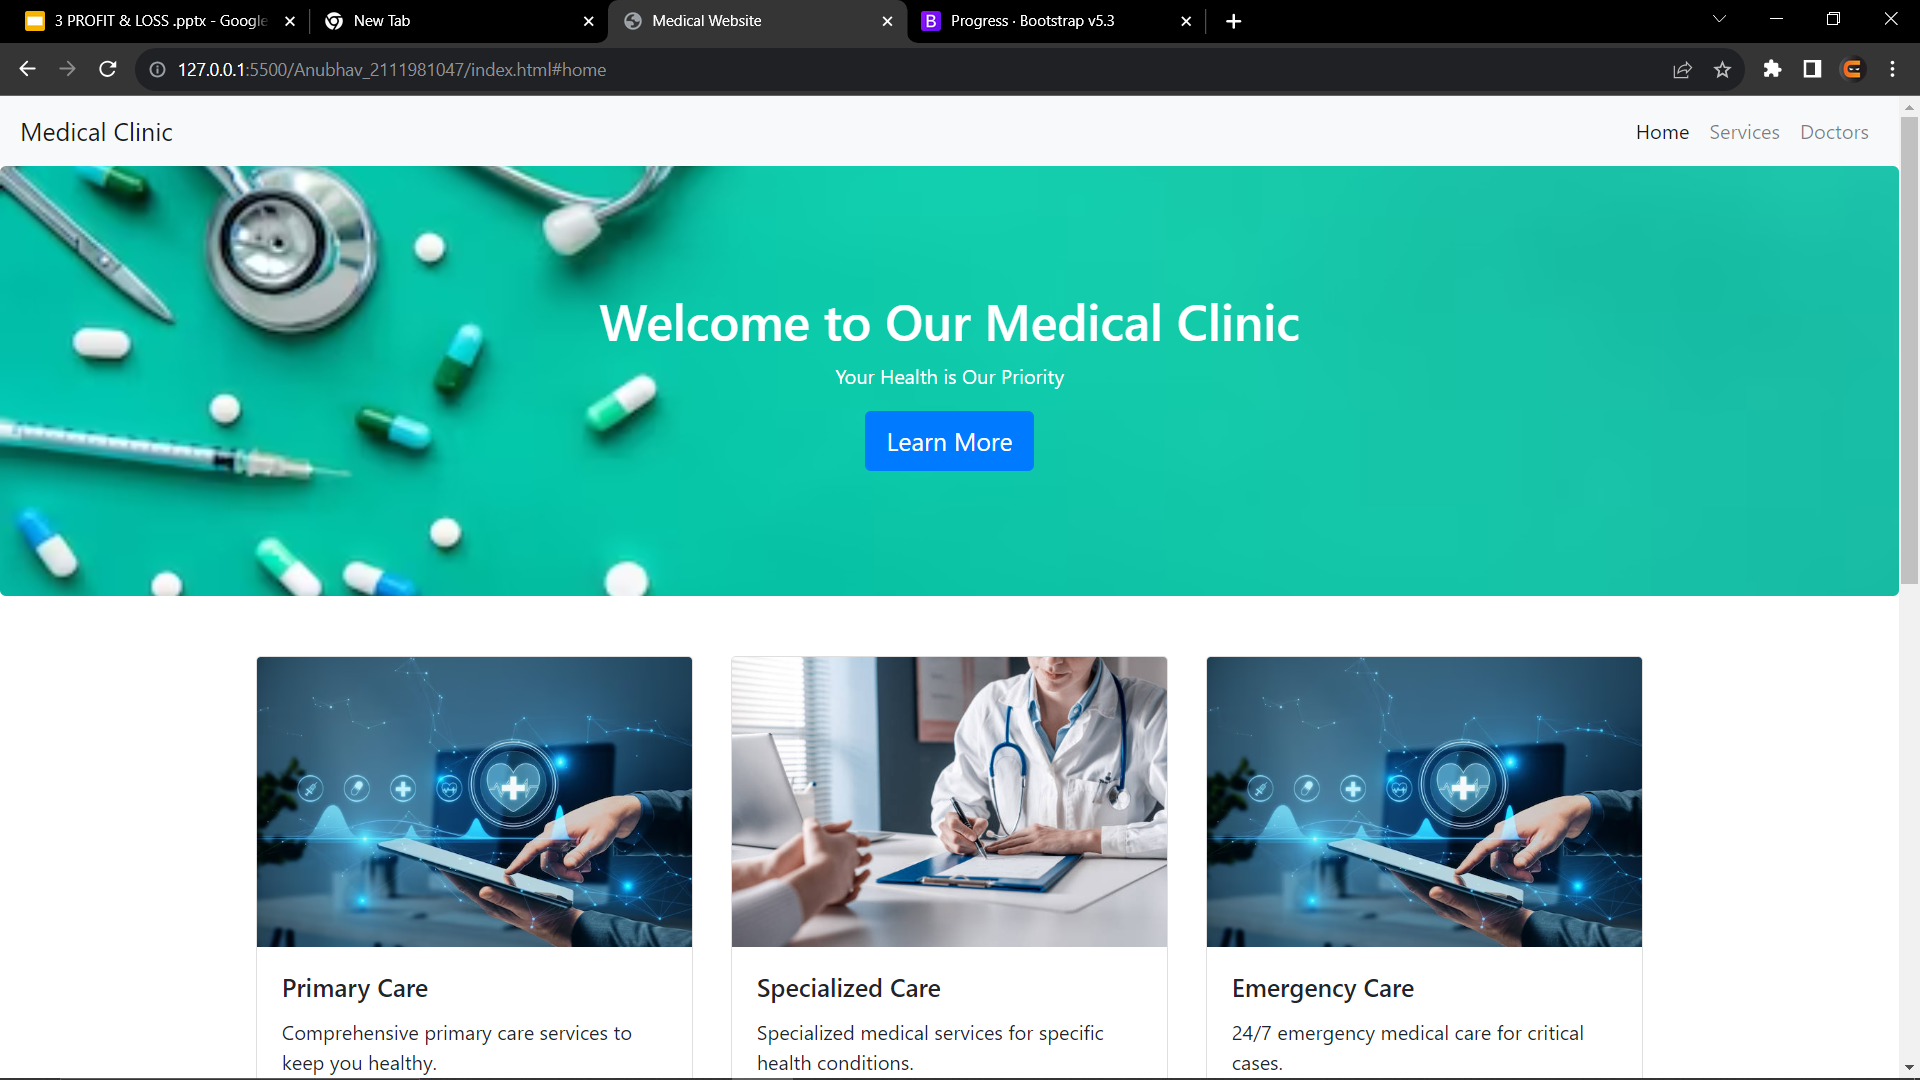 3 PROFIT & LOSS .pptx - Google
New Tab
Medical Website
B Progress · Bootstrap v5.3
127.0.0.1:5500/Anubhav_2111981047/index.html#home
Medical Clinic
Home Services Doctors
Welcome to Our Medical Clinic
Your Health is Our Priority
Learn More
Primary Care
Comprehensive primary care services to
keep you healthy.
Specialized Care
Specialized medical services for specific
health conditions.
Emergency Care
24/7 emergency medical care for critical
cases.